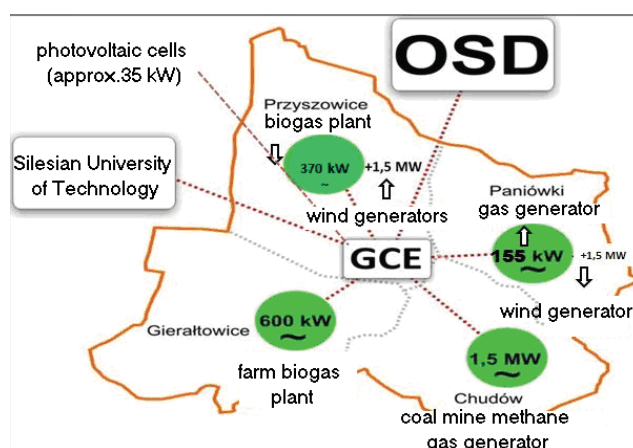 photovoltaic cells
(approx.35 kW)
OSD
Przyszowice
biogas plant
370 kW
~
+1,5 MW
wind generators
Silesian University
of Technology
Paniówki
gas generator
155 kW
~
+1,5 MW
wind generator
GCE
600 kW
~
Gierałtowice
farm biogas
plant
1,5 MW
~
Chudów
coal mine methane
gas generator